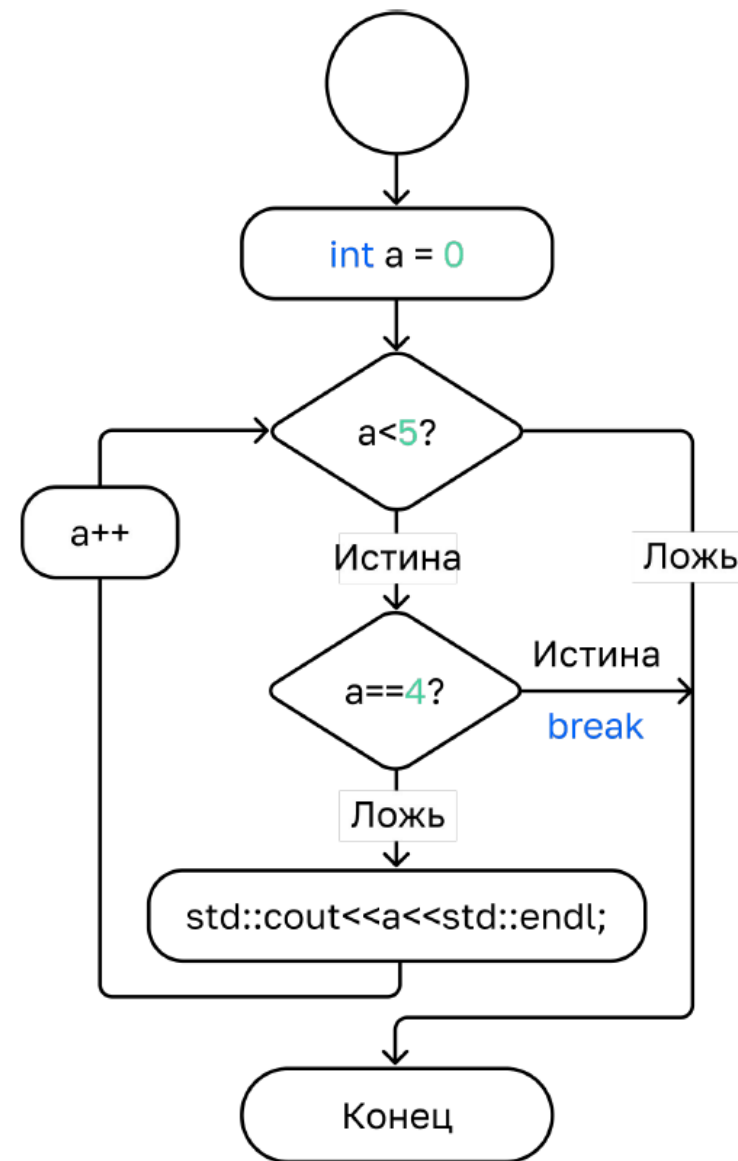 int a = 0
a<5?
a++
Истина
Ложь
a==4?
Истина
break
Ложь
std::cout<<a<<std::endl;
Конец